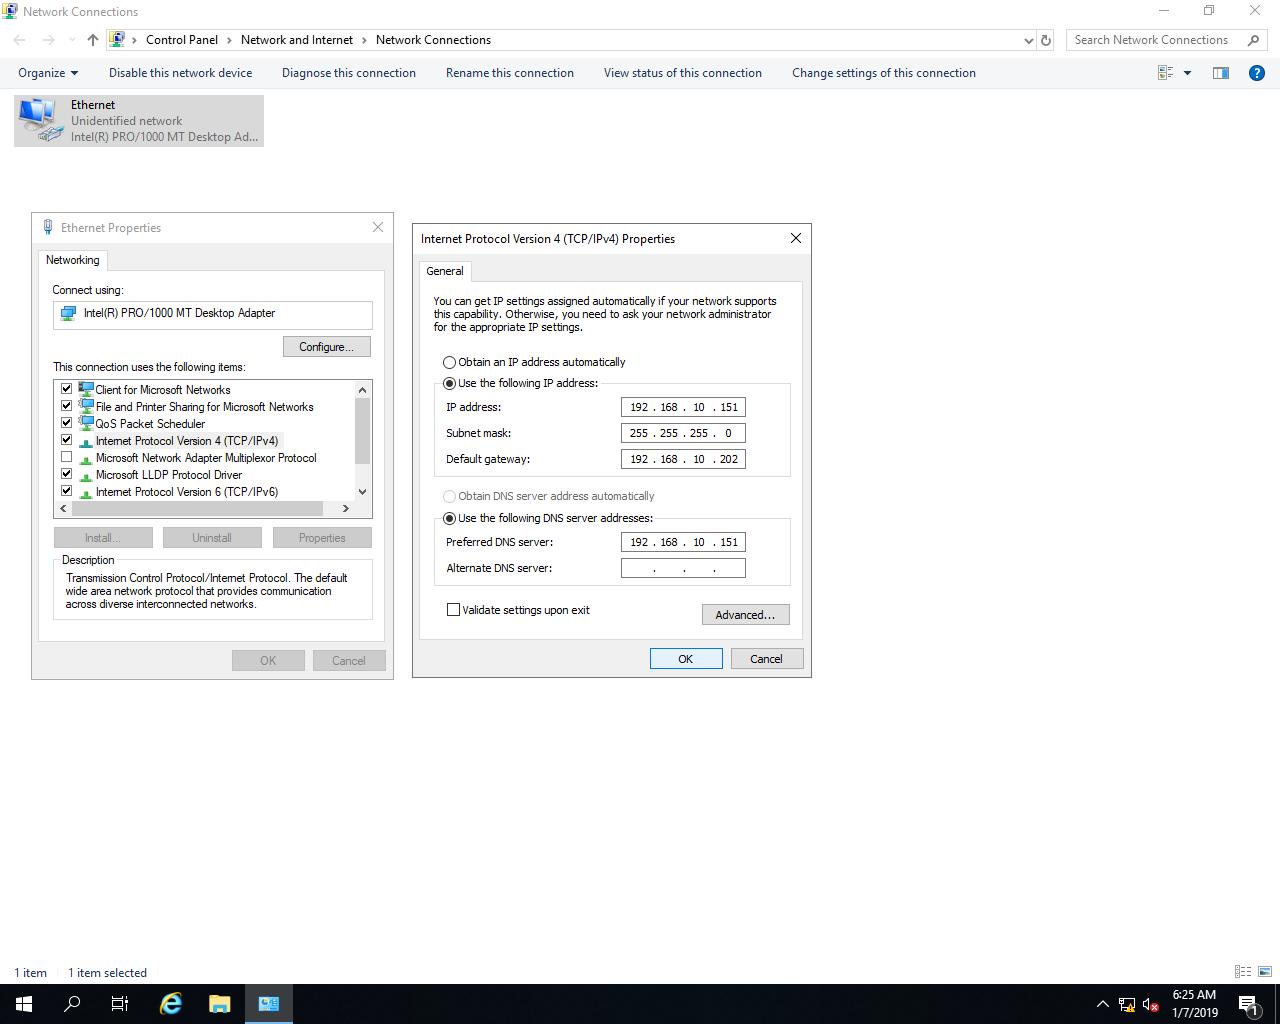 Network Connections
Control Panel > Network and Internet > Network Connections
Search Network Connections
Organize
Disable this network device
Diagnose this connection
Rename this connection
View status of this connection
Change settings of this connection
Ethernet
Unidentified network
Intel(R) PRO/1000 MT Desktop Ad...
Ethernet Properties
Networking
Connect using:
Intel(R) PRO/1000 MT Desktop Adapter
Configure...
This connection uses the following items:
Client for Microsoft Networks
File and Printer Sharing for Microsoft Networks
QoS Packet Scheduler
Internet Protocol Version 4 (TCP/IPv4)
Microsoft Network Adapter Multiplexor Protocol
Microsoft LLDP Protocol Driver
Internet Protocol Version 6 (TCP/IPv6)
Install...
Uninstall
Properties
Description
Transmission Control Protocol/Internet Protocol. The default
wide area network protocol that provides communication
across diverse interconnected networks.
OK
Cancel
Internet Protocol Version 4 (TCP/IPv4) Properties
General
You can get IP settings assigned automatically if your network supports
this capability. Otherwise, you need to ask your network administrator
for the appropriate IP settings.
Obtain an IP address automatically
Use the following IP address:
IP address: 192 . 168 . 10 . 151
Subnet mask: 255 . 255 . 255 . 0
Default gateway: 192 . 168 . 10 . 202
Obtain DNS server address automatically
Use the following DNS server addresses:
Preferred DNS server: 192 . 168 . 10 . 151
Alternate DNS server: . . .
Validate settings upon exit
Advanced...
OK
Cancel
1 item
1 item selected
6:25 AM
1/7/2019
1